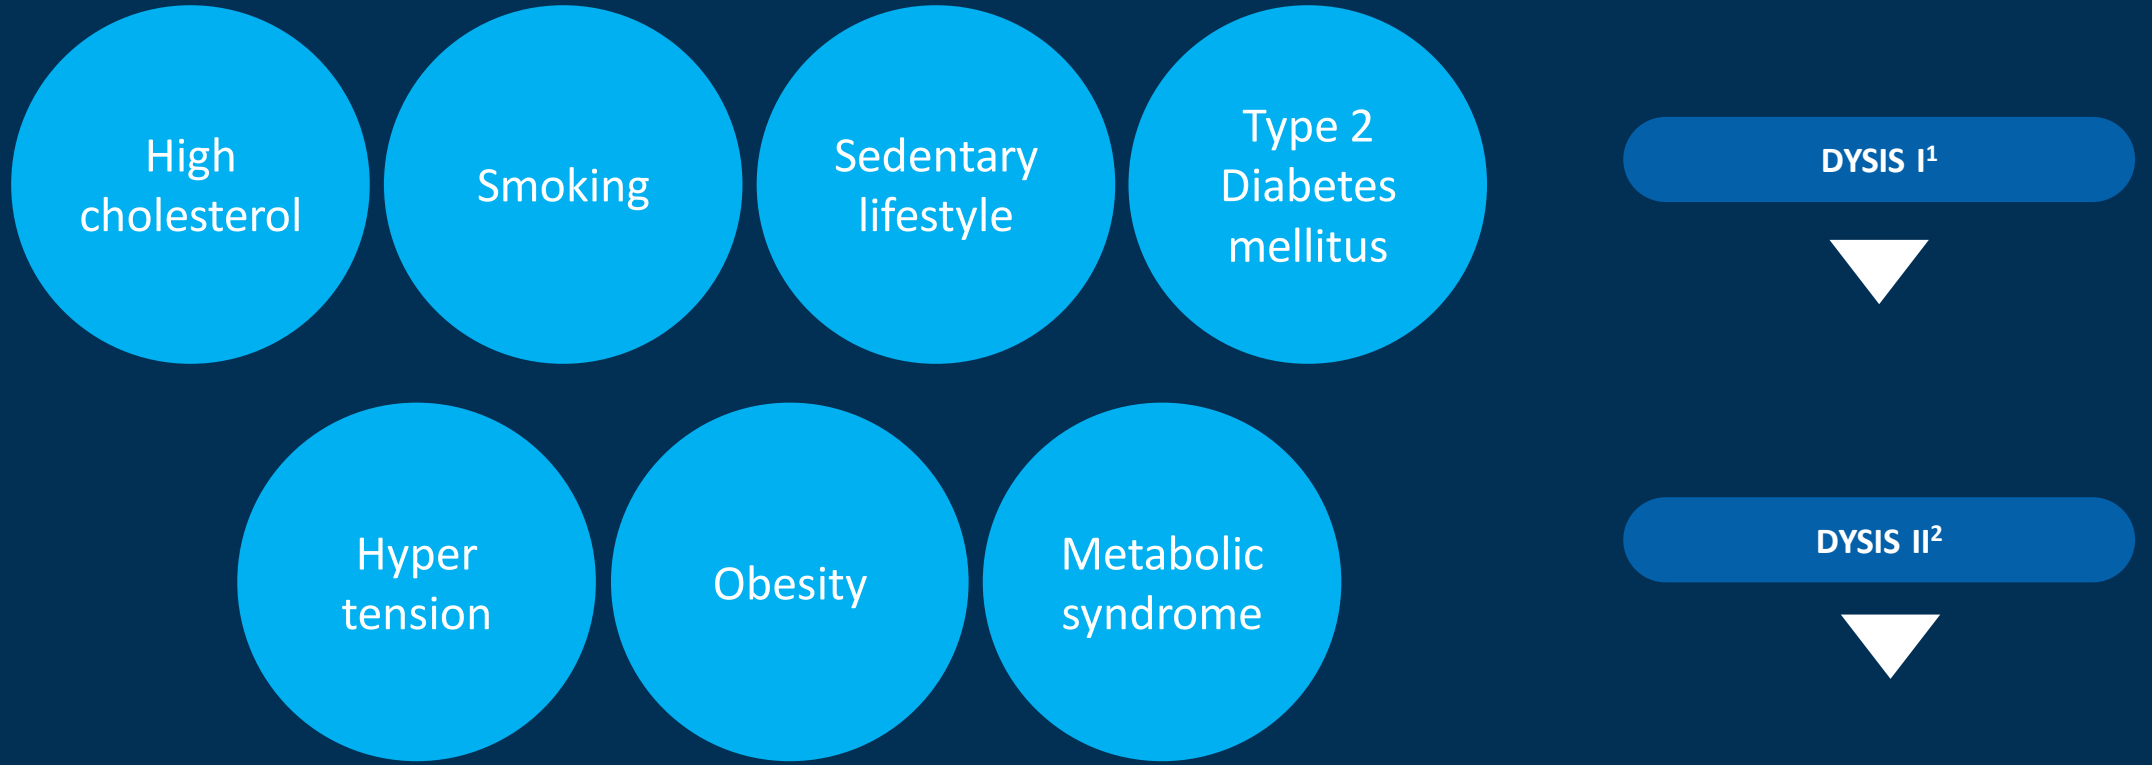 High
cholesterol
Smoking
Sedentary
lifestyle
Type 2
Diabetes
mellitus
DYSIS I¹
Hyper
tension
Obesity
Metabolic
syndrome
DYSIS II²